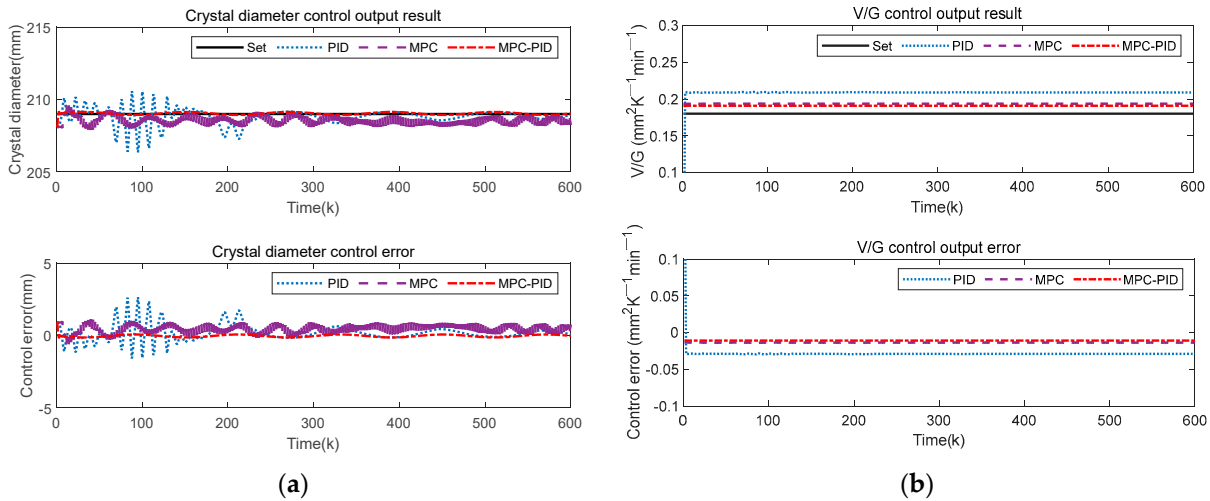 Crystal diameter control output result
215
210
205
Crystal diameter(mm)
Set PID MPC MPC-PID
0 100 200 300 400 500 600
Time(k)
Crystal diameter control error
5
0
-5
Control error(mm)
PID MPC MPC-PID
0 100 200 300 400 500 600
Time(k)
(a)
V/G control output result
0.3
0.25
0.2
0.15
0.1
V/G (mm²K⁻¹min⁻¹)
Set PID MPC MPC-PID
0 100 200 300 400 500 600
Time(k)
V/G control output error
0.1
0.05
0
-0.05
-0.1
Control error (mm²K⁻¹min⁻¹)
PID MPC MPC-PID
0 100 200 300 400 500 600
Time(k)
(b)